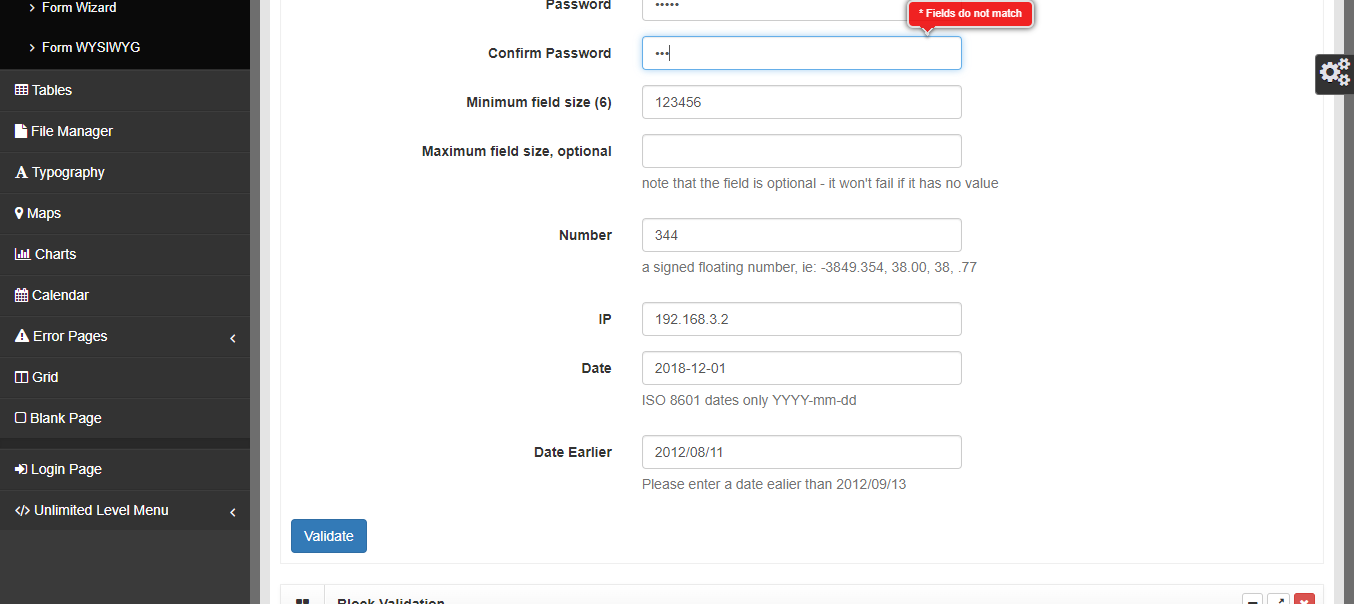 Form Wizard
Form WYSIWYG
Tables
File Manager
Typography
Maps
Charts
Calendar
Error Pages
Grid
Blank Page
Login Page
Unlimited Level Menu
Password •••••
* Fields do not match
Confirm Password •••
Minimum field size (6) 123456
Maximum field size, optional
note that the field is optional - it won't fail if it has no value
Number 344
a signed floating number, ie: -3849.354, 38.00, 38, .77
IP 192.168.3.2
Date 2018-12-01
ISO 8601 dates only YYYY-mm-dd
Date Earlier 2012/08/11
Please enter a date ealier than 2012/09/13
Validate
Block Validation